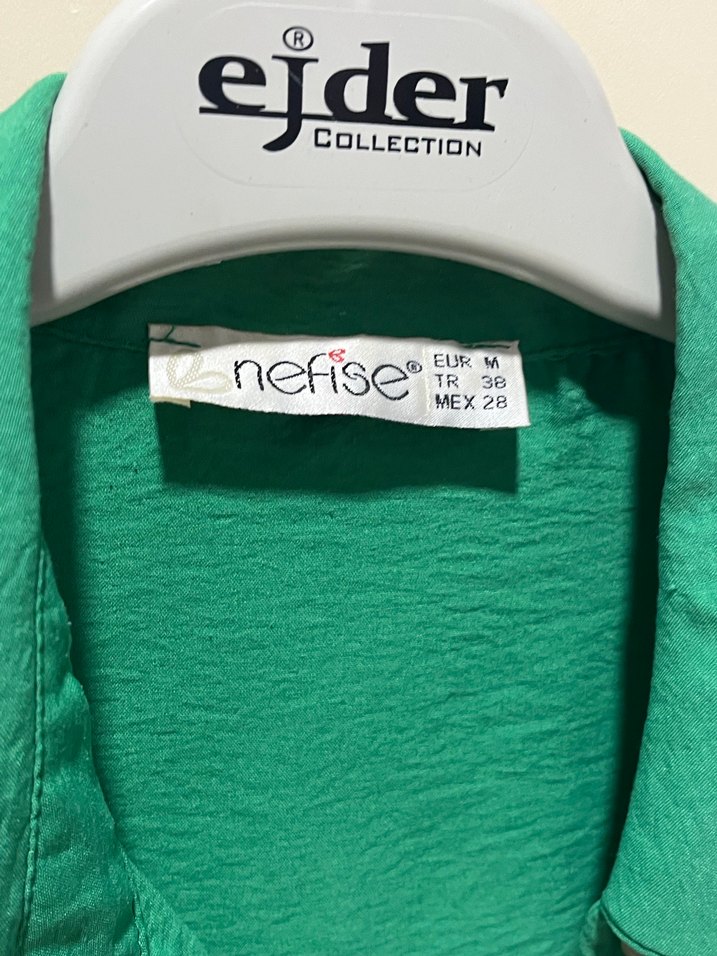 ejder®
COLLECTION
nefise®
EUR M
TR 38
MEX 28